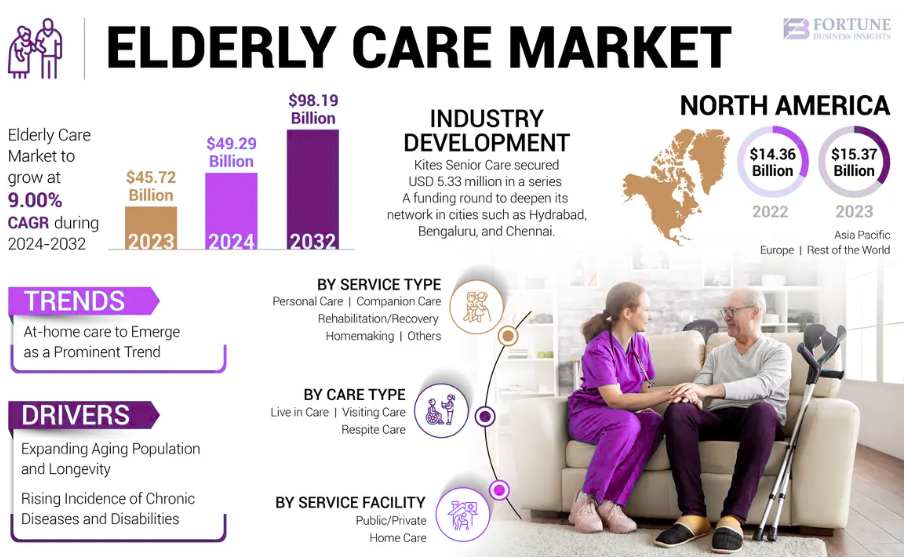 ELDERLY CARE MARKET
FORTUNE
BUSINESS INSIGHTS
Elderly Care
Market to
grow at
9.00%
CAGR during
2024-2032
$45.72
Billion
2023
$49.29
Billion
2024
$98.19
Billion
2032
INDUSTRY
DEVELOPMENT
Kites Senior Care secured
USD 5.33 million in a series
A funding round to deepen its
network in cities such as Hydrabad,
Bengaluru, and Chennai.
NORTH AMERICA
$14.36
Billion
2022
$15.37
Billion
2023
Asia Pacific
Europe | Rest of the World
TRENDS
At-home care to Emerge
as a Prominent Trend
DRIVERS
Expanding Aging Population
and Longevity
Rising Incidence of Chronic
Diseases and Disabilities
BY SERVICE TYPE
Personal Care | Companion Care
Rehabilitation/Recovery
Homemaking | Others
BY CARE TYPE
Live in Care | Visiting Care
Respite Care
BY SERVICE FACILITY
Public/Private
Home Care